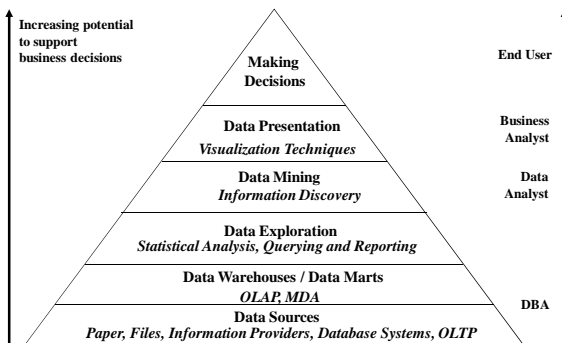 Increasing potential
to support
business decisions
End User
Making
Decisions
Business
Analyst
Data Presentation
Visualization Techniques
Data Mining
Information Discovery
Data
Analyst
Data Exploration
Statistical Analysis, Querying and Reporting
Data Warehouses / Data Marts
OLAP, MDA
DBA
Data Sources
Paper, Files, Information Providers, Database Systems, OLTP